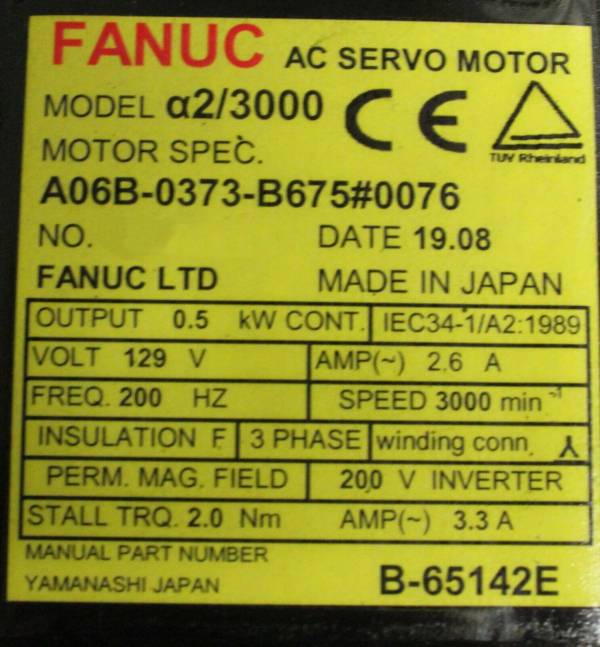 FANUC AC SERVO MOTOR
MODEL α2/3000 CE
TUV Rheinland
MOTOR SPEC.
A06B-0373-B675#0076
NO. DATE 19.08
FANUC LTD MADE IN JAPAN
OUTPUT 0.5 kW CONT. IEC34-1/A2:1989
VOLT 129 V AMP(~) 2.6 A
FREQ. 200 HZ SPEED 3000 min⁻¹
INSULATION F 3 PHASE winding conn.
PERM. MAG. FIELD 200 V INVERTER
STALL TRQ. 2.0 Nm AMP(~) 3.3 A
MANUAL PART NUMBER
YAMANASHI JAPAN B-65142E